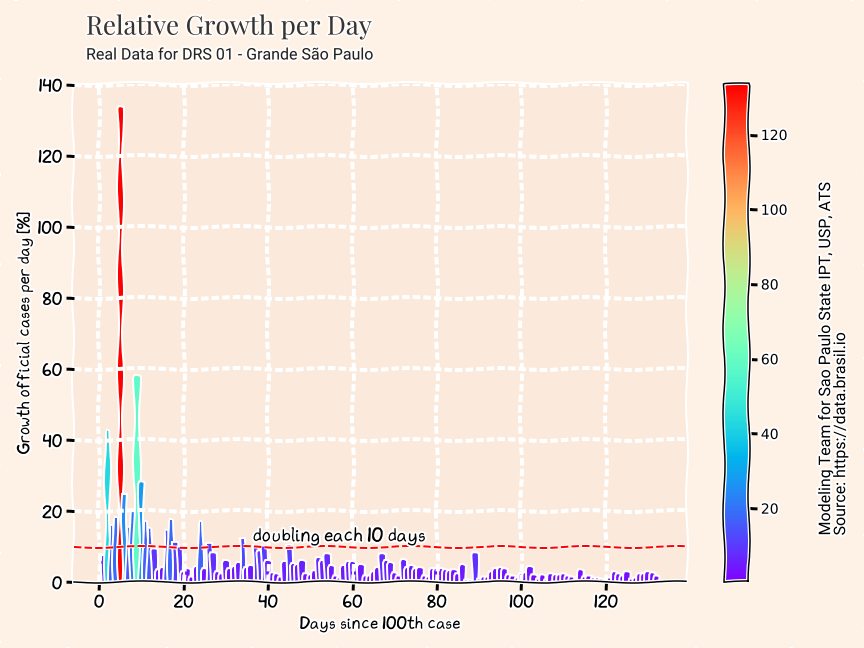 Relative Growth per Day
Real Data for DRS 01 - Grande São Paulo
Growth official cases per day [%]
140
120
100
80
60
40
20
0
doubling each 10 days
0 20 40 60 80 100 120
Days since 100th case
120
100
80
60
40
20
Modeling Team for Sao Paulo State IPT, USP, ATS
Source: https://data.brasil.io